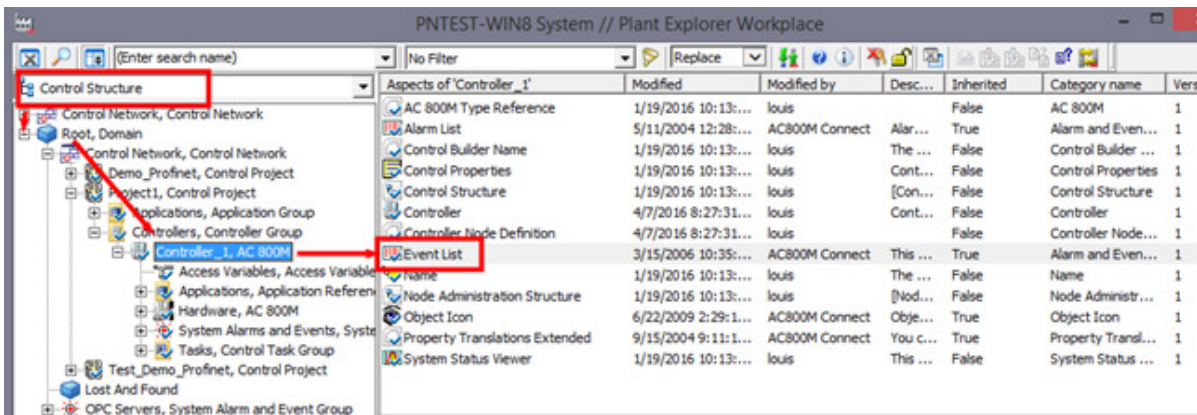 PNTEST-WIN8 System // Plant Explorer Workplace
(Enter search name) No Filter Replace
Control Structure
Aspects of 'Controller_1' Modified Modified by Desc... Inherited Category name Vers
Control Network, Control Network
Root, Domain
Control Network, Control Network
Demo_Profinet, Control Project
Project1, Control Project
Applications, Application Group
Controllers, Controller Group
Controller_1, AC 800M
Access Variables, Access Variable
Applications, Application Referen
Hardware, AC 800M
System Alarms and Events, Syste
Tasks, Control Task Group
Test_Demo_Profinet, Control Project
Lost And Found
OPC Servers, System Alarm and Event Group
AC 800M Type Reference 1/19/2016 10:13:... louis False AC 800M 1
Alarm List 5/11/2004 12:28:... AC800M Connect Alar... True Alarm and Even... 1
Control Builder Name 1/19/2016 10:13:... louis The ... False Control Builder ... 1
Control Properties 1/19/2016 10:13:... louis Cont... False Control Properties 1
Control Structure 1/19/2016 10:13:... louis [Con... False Control Structure 1
Controller 4/7/2016 8:27:31... louis Cont... False Controller 1
Controller Node Definition 4/7/2016 8:27:31... louis False Controller Node... 1
Event List 3/15/2006 10:35:... AC800M Connect This ... True Alarm and Even... 1
Name 1/19/2016 10:13:... louis The ... False Name 1
Node Administration Structure 1/19/2016 10:13:... louis [Nod... False Node Administr... 1
Object Icon 6/22/2009 2:29:1... AC800M Connect Obje... True Object Icon 1
Property Translations Extended 9/15/2004 9:11:1... AC800M Connect You c... True Property Transl... 1
System Status Viewer 1/19/2016 10:13:... louis This ... False System Status ... 1